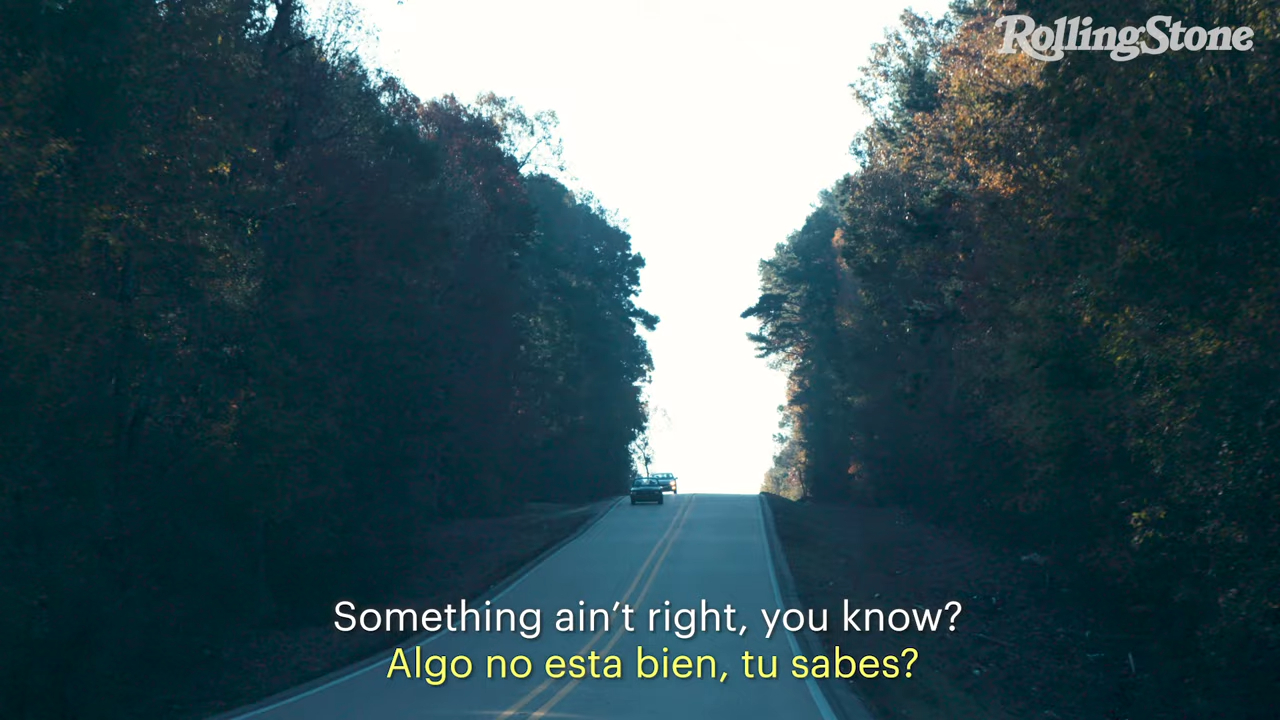 RollingStone
Something ain't right, you know?
Algo no esta bien, tu sabes?